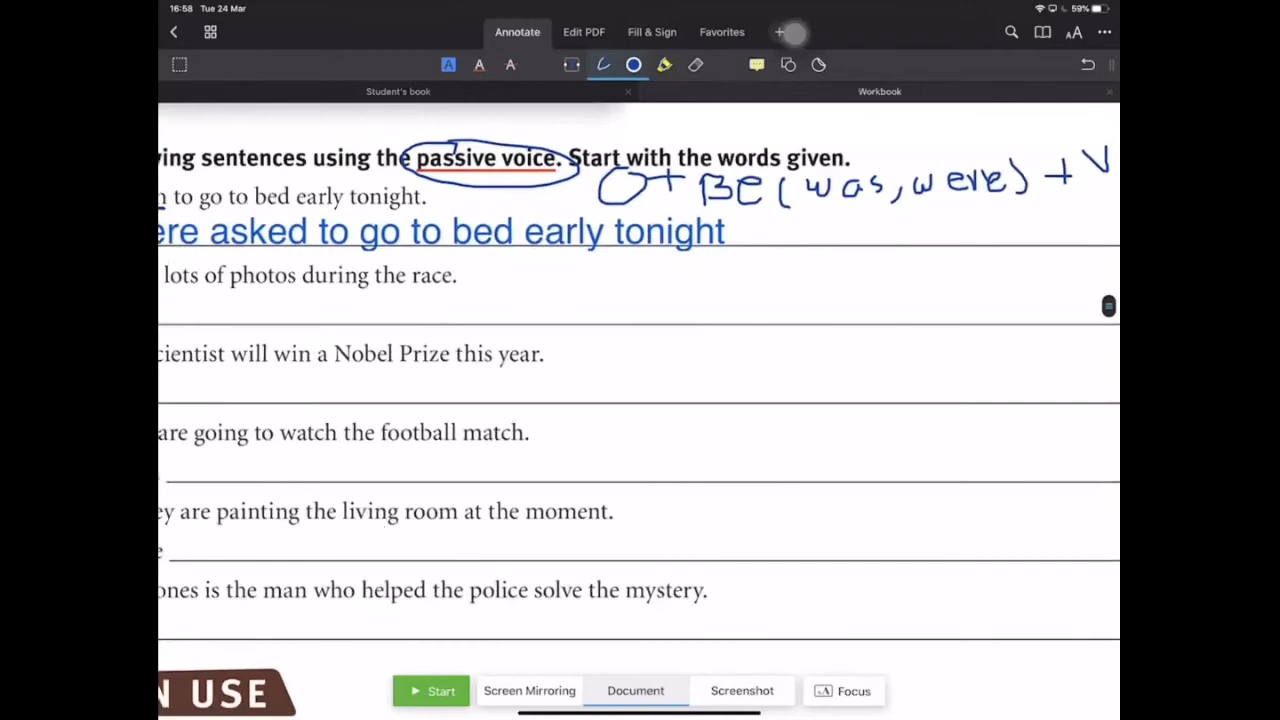 16:58 Tue 24 Mar 59%
Annotate Edit PDF Fill & Sign Favorites +
Student's book Workbook
ving sentences using the passive voice. Start with the words given.
O + BE (was, were) + V
n to go to bed early tonight.
ere asked to go to bed early tonight
lots of photos during the race.
cientist will win a Nobel Prize this year.
are going to watch the football match.
ey are painting the living room at the moment.
e
ones is the man who helped the police solve the mystery.
N USE
Start Screen Mirroring Document Screenshot AA Focus